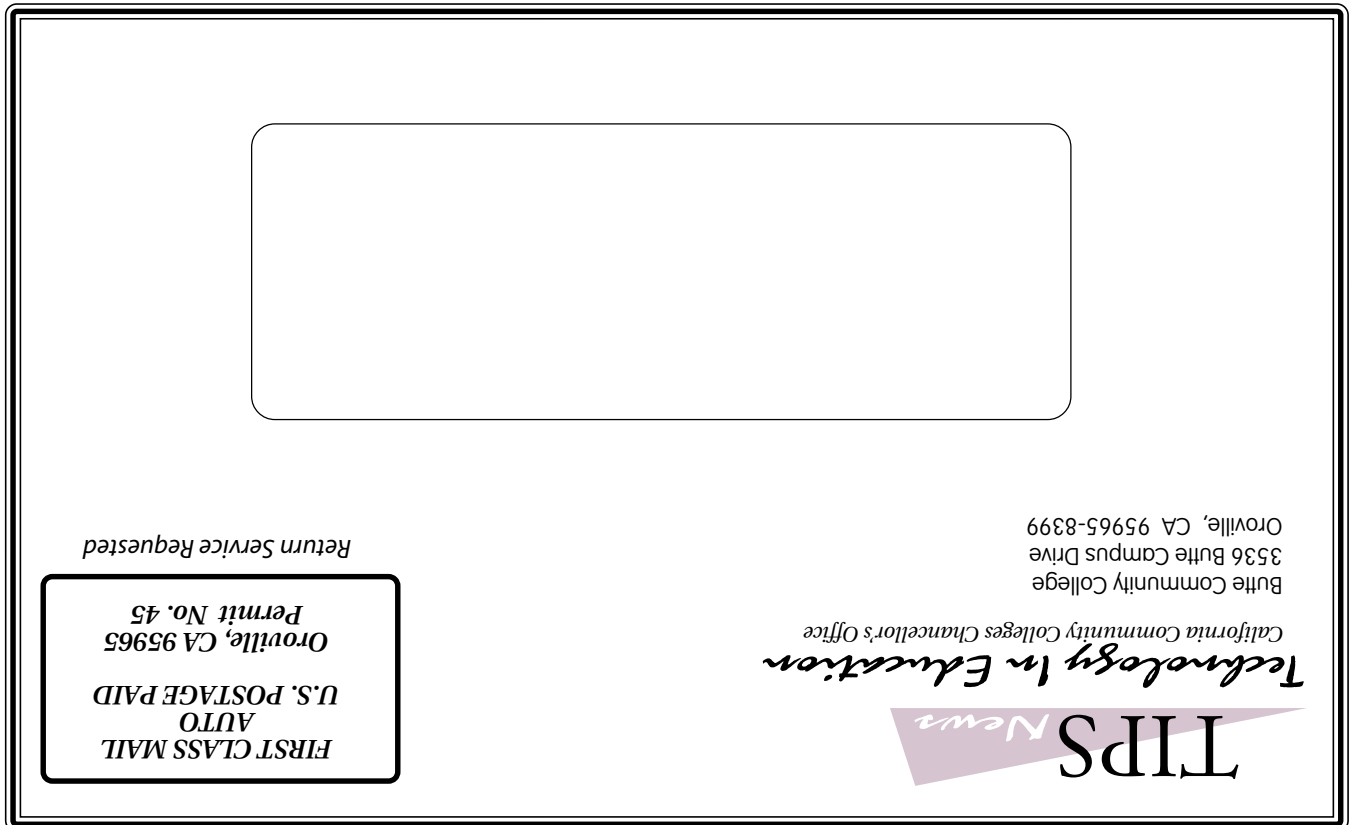 TIPS News
Technology In Education
California Community Colleges Chancellor's Office
Butte Community College
3536 Butte Campus Drive
Oroville, CA 95965-8399
FIRST CLASS MAIL
AUTO
U.S. POSTAGE PAID
Oroville, CA 95965
Permit No. 45
Return Service Requested